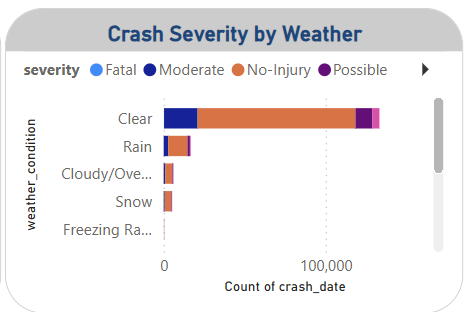 Crash Severity by Weather
severity Fatal Moderate No-Injury Possible
weather_condition
Clear
Rain
Cloudy/Ove...
Snow
Freezing Ra...
0 100,000
Count of crash_date